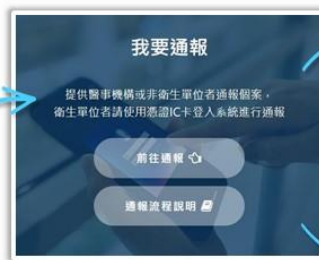 我要通報
提供醫事機構或非衛生單位者通報個案，
衛生單位者請使用憑證IC卡登入系統進行通報
前往通報
通報流程說明